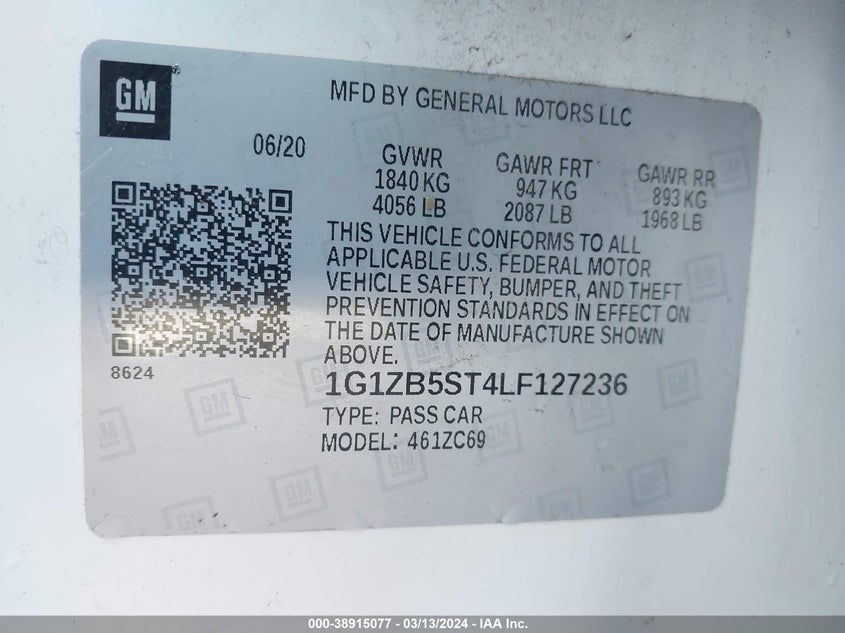 GM
MFD BY GENERAL MOTORS LLC
06/20
GVWR
1840 KG
4056 LB
GAWR FRT
947 KG
2087 LB
GAWR RR
893 KG
1968 LB
THIS VEHICLE CONFORMS TO ALL
APPLICABLE U.S. FEDERAL MOTOR
VEHICLE SAFETY, BUMPER, AND THEFT
PREVENTION STANDARDS IN EFFECT ON
THE DATE OF MANUFACTURE SHOWN
ABOVE.
8624
1G1ZB5ST4LF127236
TYPE: PASS CAR
MODEL: 461ZC69
000-38915077 - 03/13/2024 - IAA Inc.